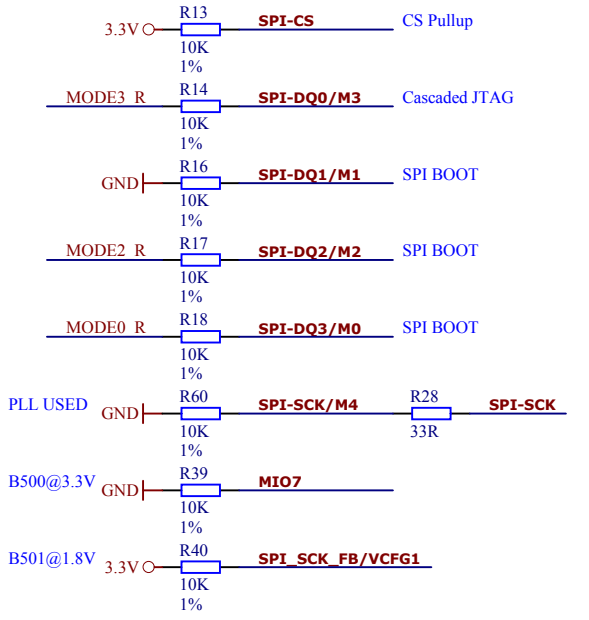 R13
3.3V SPI-CS CS Pullup
10K
1%
R14
MODE3_R SPI-DQ0/M3 Cascaded JTAG
10K
1%
R16
GND SPI-DQ1/M1 SPI BOOT
10K
1%
R17
MODE2_R SPI-DQ2/M2 SPI BOOT
10K
1%
R18
MODE0_R SPI-DQ3/M0 SPI BOOT
10K
1%
R60 R28
PLL USED GND SPI-SCK/M4 SPI-SCK
10K 33R
1%
R39
B500@3.3V GND MIO7
10K
1%
R40
B501@1.8V 3.3V SPI_SCK_FB/VCFG1
10K
1%